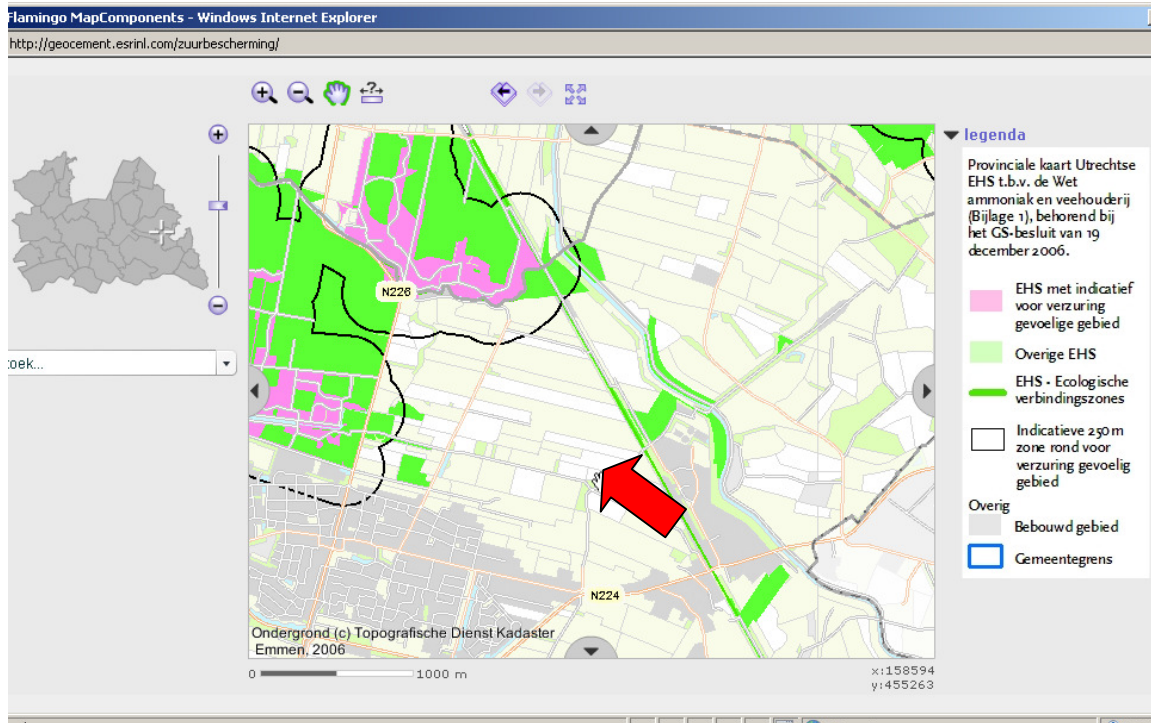 Flamingo MapComponents - Windows Internet Explorer
http://geocement.esrinl.com/zuurbescherming/
legenda
Provinciale kaart Utrechtse
EHS t.b.v. de Wet
ammoniak en veehouderij
(Bijlage 1), behorend bij
het GS-besluit van 19
december 2006.
EHS met indicatief
voor verzuring
gevoelige gebied
Overige EHS
EHS - Ecologische
verbindingszones
Indicatieve 250 m
zone rond voor
verzuring gevoelig
gebied
Overig
Bebouwd gebied
Gemeentegrens
oek...
N226
N224
Ondergrond (c) Topografische Dienst Kadaster
Emmen, 2006
0 1000 m
x:158594
y:455263